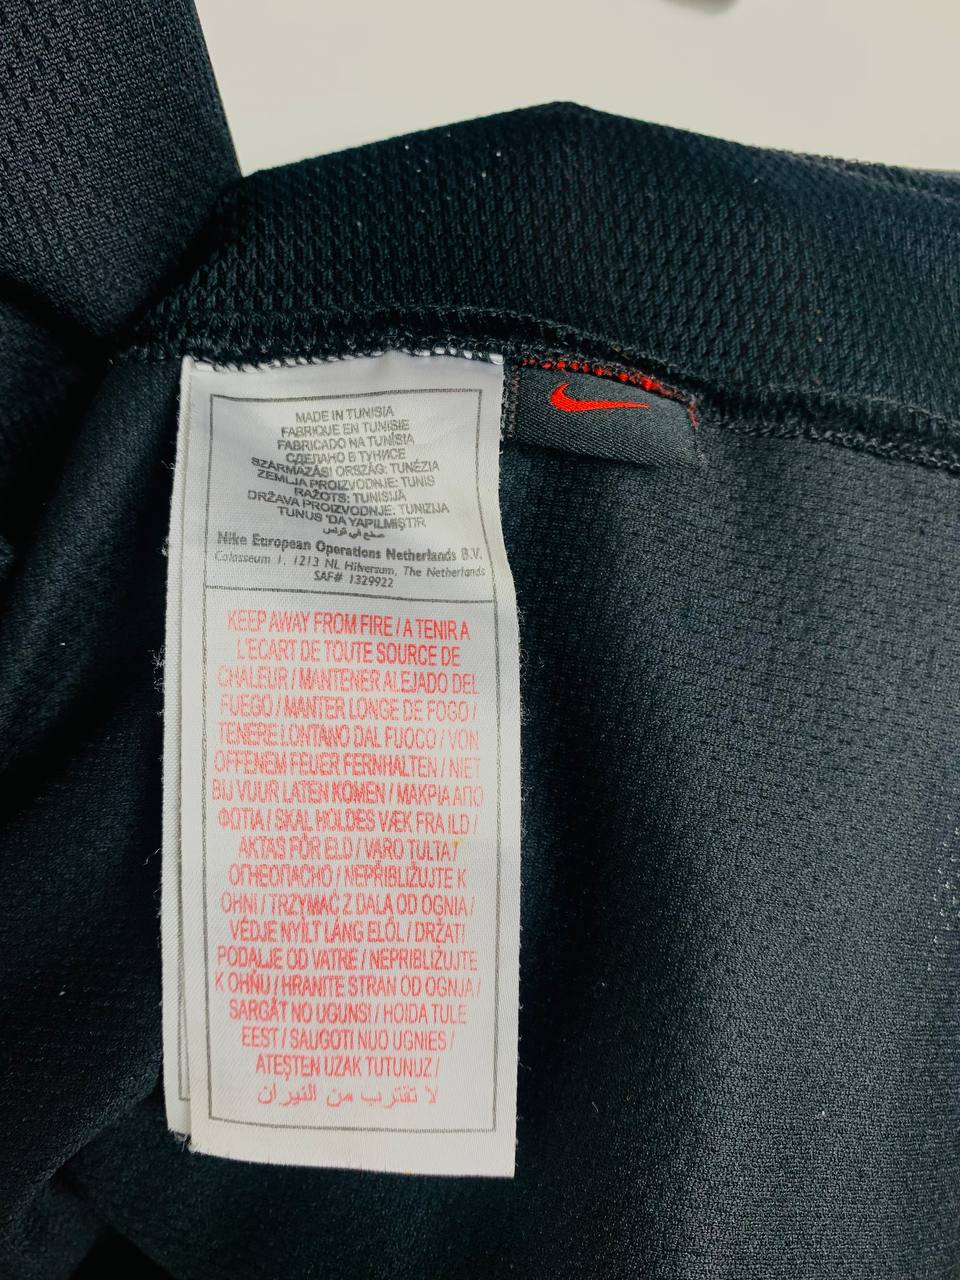 MADE IN TUNISIA
FABRIQUE EN TUNISIE
FABRICADO NA TUNÍSIA
СДЕЛАНО В ТУНИСЕ
SZÁRMAZÁSI ORSZÁG: TUNÉZIA
ZEMLJA PROIZVODNJE: TUNIS
RAŽOTS: TUNISIJA
DRŽAVA PROIZVODNJE: TUNIZIJA
TUNUS 'DA YAPILMIŞTIR
صنع في تونس
Nike European Operations Netherlands B.V.
Colosseum 1, 1213 NL Hilversum, The Netherlands
SAF# 1329922
KEEP AWAY FROM FIRE / A TENIR A
L'ECART DE TOUTE SOURCE DE
CHALEUR / MANTENER ALEJADO DEL
FUEGO / MANTER LONGE DE FOGO /
TENERE LONTANO DAL FUOCO / VON
OFFENEM FEUER FERNHALTEN / NIET
BIJ VUUR LATEN KOMEN / ΜΑΚΡΙΑ ΑΠΟ
ΦΩΤΙΑ / SKAL HOLDES VÆK FRA ILD /
AKTAS FÖR ELD / VARO TULTA /
ОГНЕОПАСНО / NEPŘIBLIŽUJTE K
OHNI / TRZYMAĆ Z DALA OD OGNIA /
VÉDJE NYÍLT LÁNG ELŐL / DRŽATI
PODALJE OD VATRE / NEPRIBLIŽUJTE
K OHŇU / HRANITE STRAN OD OGNJA /
SARGĀT NO UGUNS! / HOIDA TULE
EEST / SAUGOTI NUO UGNIES /
ATEŞTEN UZAK TUTUNUZ /
لا تقترب من النيران